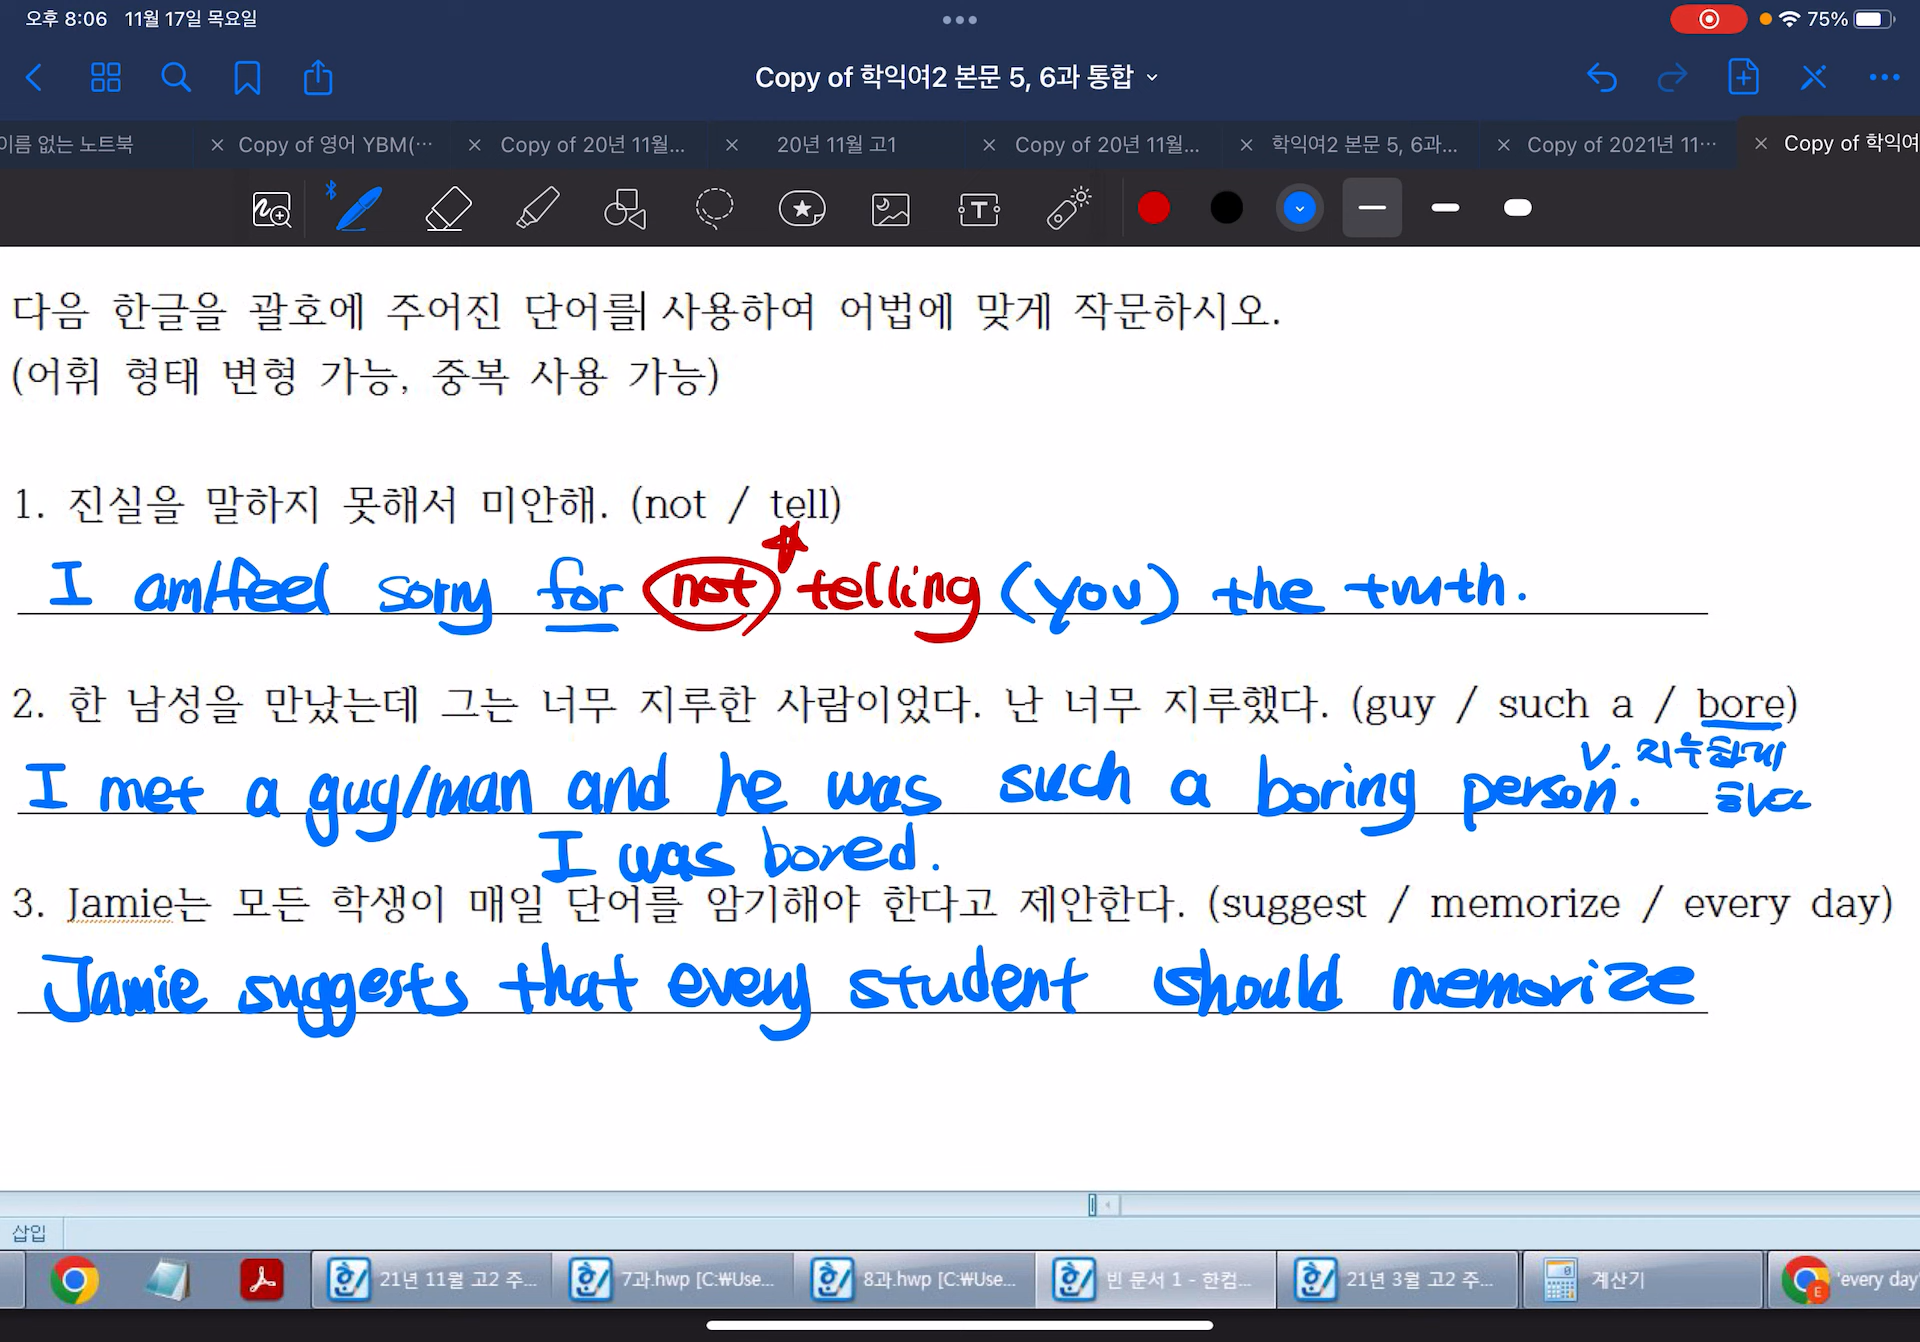 오후 8:06 11월 17일 목요일
75%
Copy of 학익여2 본문 5, 6과 통합
이름 없는 노트북
Copy of 영어 YBM(…
Copy of 20년 11월...
20년 11월 고1
Copy of 20년 11월...
학익여2 본문 5, 6과...
Copy of 2021년 11…
Copy of 학익여
다음 한글을 괄호에 주어진 단어를 사용하여 어법에 맞게 작문하시오.
(어휘 형태 변형 가능, 중복 사용 가능)
1. 진실을 말하지 못해서 미안해. (not / tell)
I am/feel sorry for not telling (you) the truth.
2. 한 남성을 만났는데 그는 너무 지루한 사람이었다. 난 너무 지루했다. (guy / such a / bore)
v. 지루하게
하다
I met a guy/man and he was such a boring person.
I was bored.
3. Jamie는 모든 학생이 매일 단어를 암기해야 한다고 제안한다. (suggest / memorize / every day)
Jamie suggests that every student should memorize
삽입
21년 11월 고2 주...
7과.hwp [C:₩Use...
8과.hwp [C:₩Use...
빈 문서 1 - 한컴...
21년 3월 고2 주...
계산기
'every day'